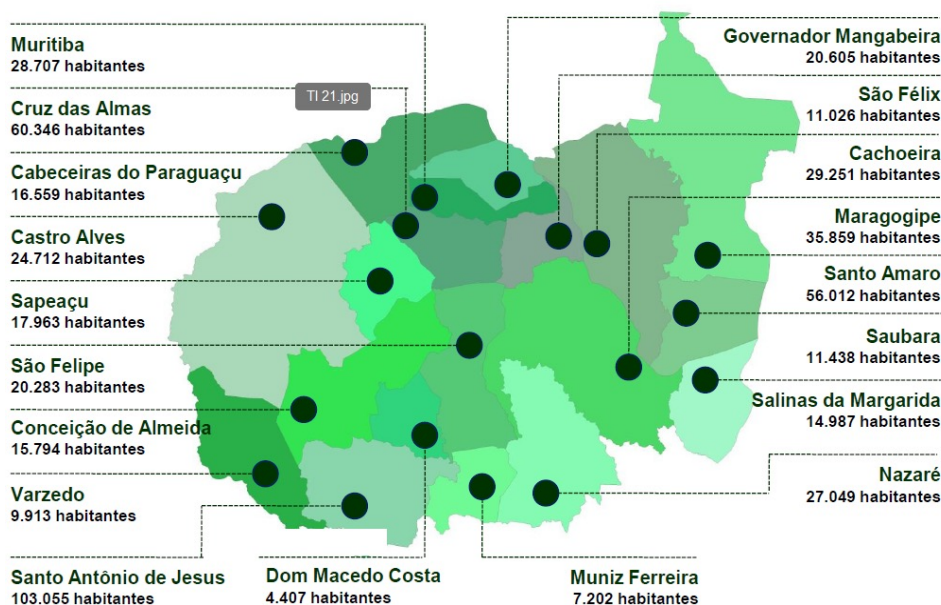 Muritiba
28.707 habitantes
Cruz das Almas
60.346 habitantes
Cabeceiras do Paraguaçu
16.559 habitantes
Castro Alves
24.712 habitantes
Sapeaçu
17.963 habitantes
São Felipe
20.283 habitantes
Conceição de Almeida
15.794 habitantes
Varzedo
9.913 habitantes
Santo Antônio de Jesus
103.055 habitantes
TI 21.jpg
Dom Macedo Costa
4.407 habitantes
Muniz Ferreira
7.202 habitantes
Governador Mangabeira
20.605 habitantes
São Félix
11.026 habitantes
Cachoeira
29.251 habitantes
Maragogipe
35.859 habitantes
Santo Amaro
56.012 habitantes
Saubara
11.438 habitantes
Salinas da Margarida
14.987 habitantes
Nazaré
27.049 habitantes